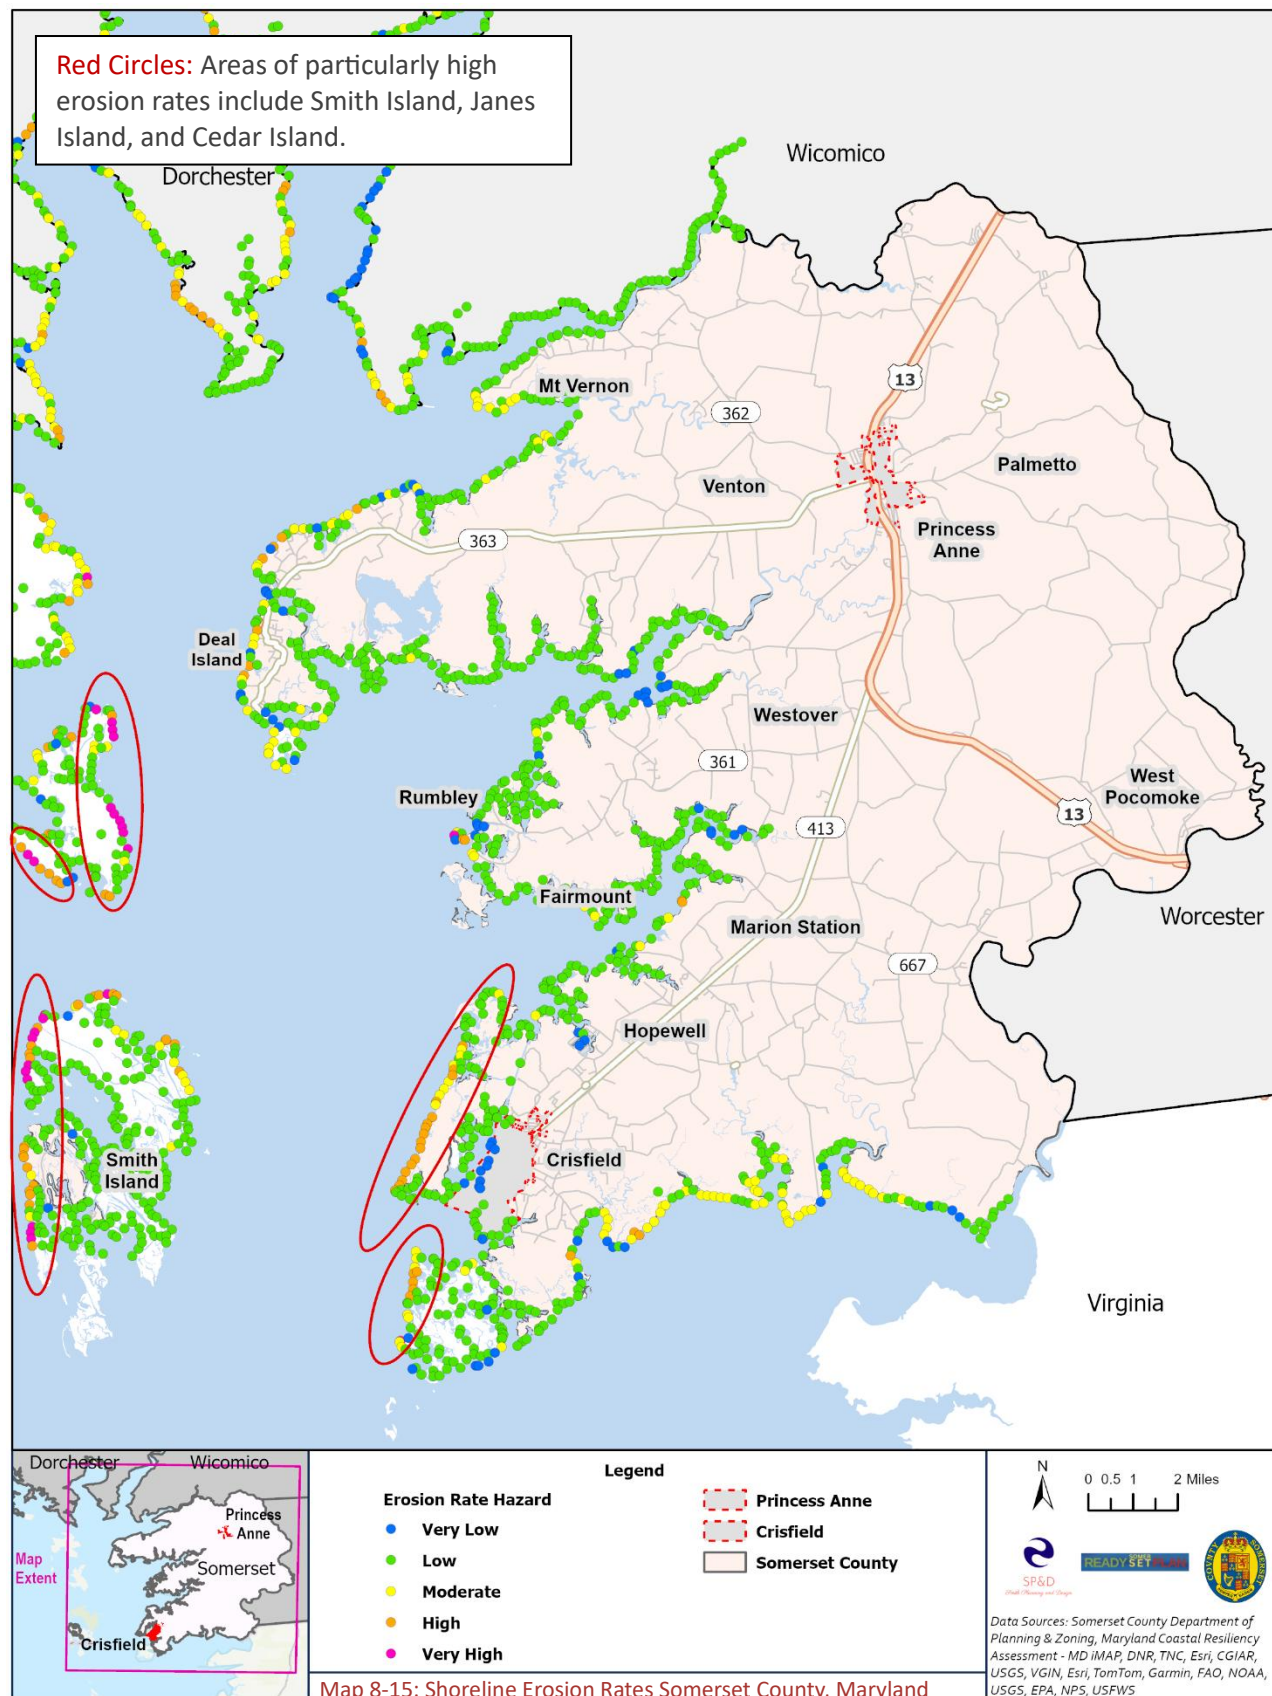 Red Circles: Areas of particularly high
erosion rates include Smith Island, Janes
Island, and Cedar Island.
Wicomico
Dorchester
13
Mt Vernon
362
Palmetto
Venton
Princess
Anne
363
Deal
Island
Westover
361
West
Pocomoke
Rumbley
413
13
Fairmount
Worcester
Marion Station
667
Hopewell
Smith
Island
Crisfield
Virginia
Dorchester
Wicomico
Princess
Anne
Map
Extent
Somerset
Crisfield
Legend
Erosion Rate Hazard
Very Low
Low
Moderate
High
Very High
Princess Anne
Crisfield
Somerset County
N
0 0.5 1 2 Miles
SP&D
Smith Planning and Design
READY SET PLAN
SOMERSET
COUNTY
Data Sources: Somerset County Department of
Planning & Zoning, Maryland Coastal Resiliency
Assessment - MD iMAP, DNR, TNC, Esri, CGIAR,
USGS, VGIN, Esri, TomTom, Garmin, FAO, NOAA,
USGS, EPA, NPS, USFWS
Map 8-15: Shoreline Erosion Rates Somerset County, Maryland